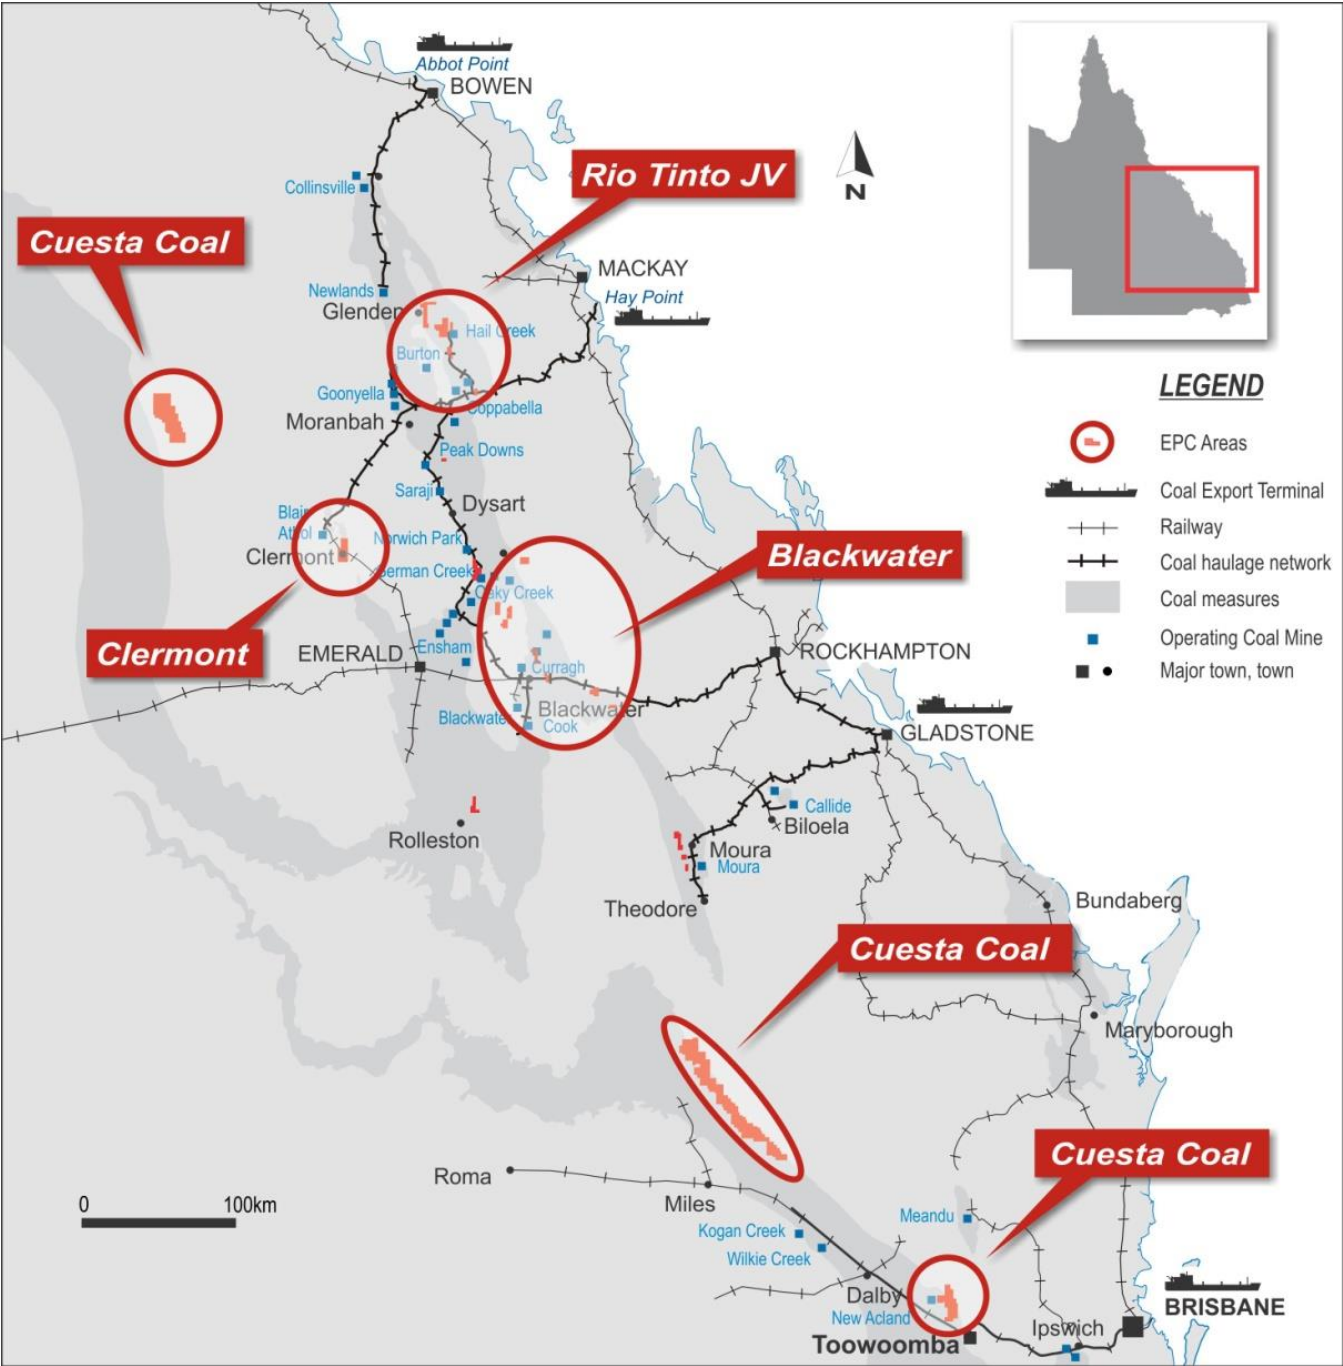 Abbot Point
BOWEN
Rio Tinto JV
N
Collinsville
Cuesta Coal
MACKAY
Newlands
Hay Point
Glenden
Hail Creek
Burton
LEGEND
Goonyella
Coppabella
Moranbah
EPC Areas
Peak Downs
Saraji
Coal Export Terminal
Dysart
Blair
Athol
Railway
Norwich Park
Clermont
Blackwater
Coal haulage network
German Creek
Oaky Creek
Coal measures
Operating Coal Mine
Clermont
Ensham
EMERALD
ROCKHAMPTON
Curragh
Major town, town
Blackwater
Blackwater
Cook
GLADSTONE
Callide
Biloela
Rolleston
Moura
Moura
Theodore
Bundaberg
Cuesta Coal
Maryborough
Cuesta Coal
Roma
0 100km
Miles
Meandu
Kogan Creek
Wilkie Creek
Dalby
BRISBANE
New Acland
Ipswich
Toowoomba